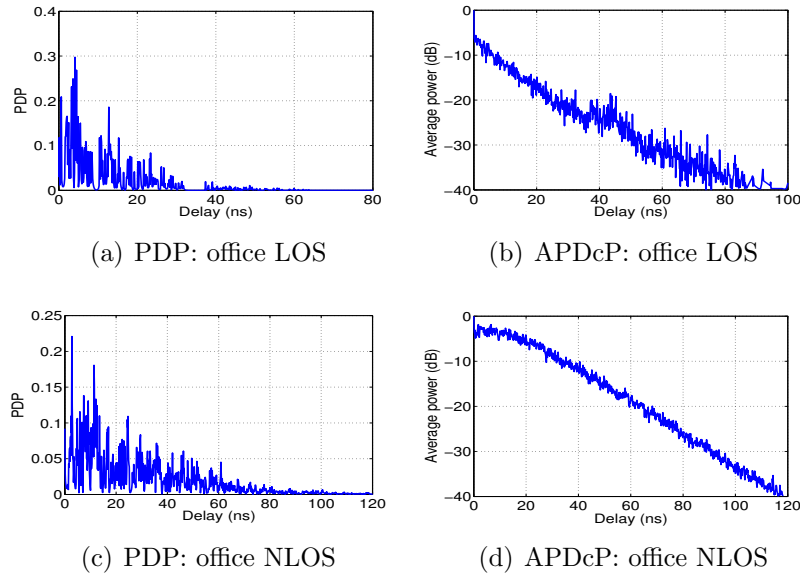 0.4
0.3
0.2
0.1
0
PDP
0 20 40 60 80
Delay (ns)
(a) PDP: office LOS
0
−10
−20
−30
−40
Average power (dB)
0 20 40 60 80 100
Delay (ns)
(b) APDcP: office LOS
0.25
0.2
0.15
0.1
0.05
0
PDP
0 20 40 60 80 100 120
Delay (ns)
(c) PDP: office NLOS
0
−10
−20
−30
−40
Average power (dB)
0 20 40 60 80 100 120
Delay (ns)
(d) APDcP: office NLOS